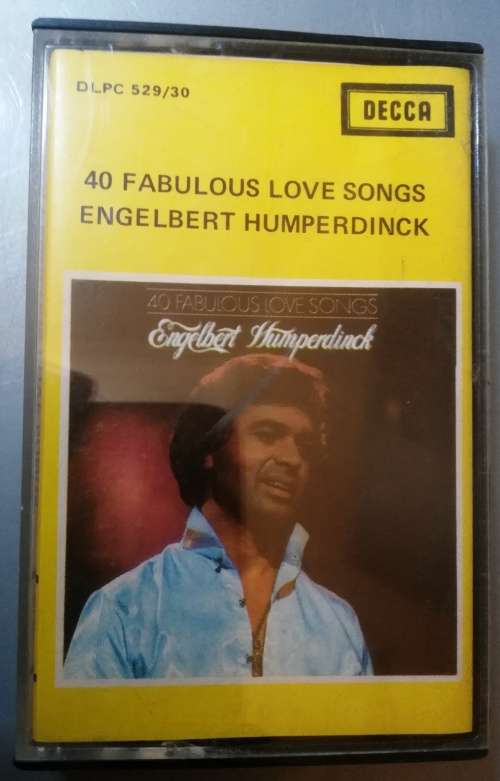 DLPC 529/30
DECCA
40 FABULOUS LOVE SONGS
ENGELBERT HUMPERDINCK
40 FABULOUS LOVE SONGS
Engelbert Humperdinck